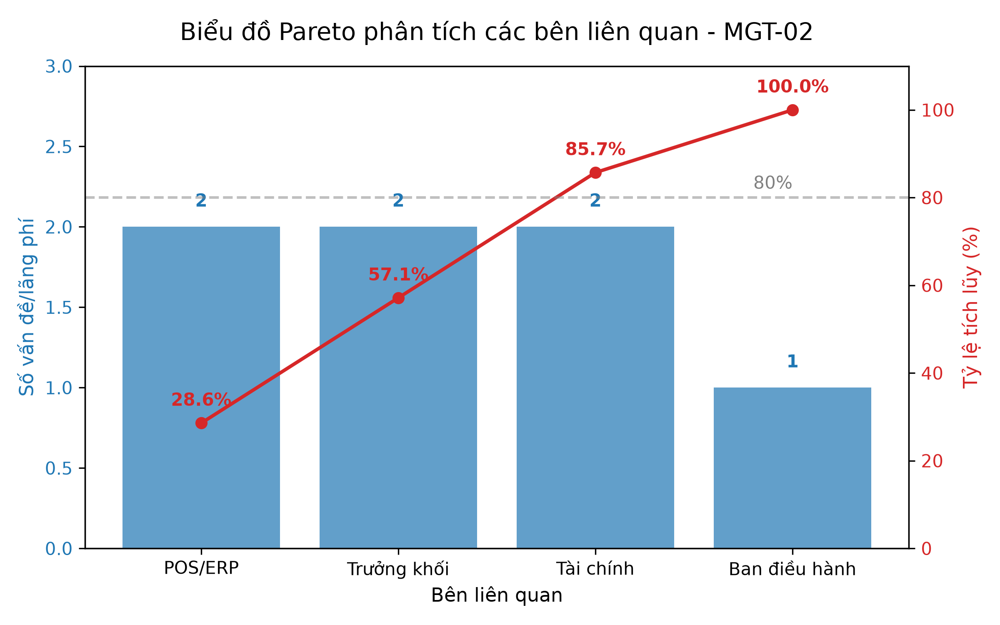 Biểu đồ Pareto phân tích các bên liên quan - MGT-02
Số vấn đề/lãng phí
3.0
2.5
2.0
1.5
1.0
0.5
0.0
2
2
2
1
28.6%
57.1%
85.7%
100.0%
80%
100
80
60
40
20
0
Tỷ lệ tích lũy (%)
POS/ERP
Trưởng khối
Tài chính
Ban điều hành
Bên liên quan